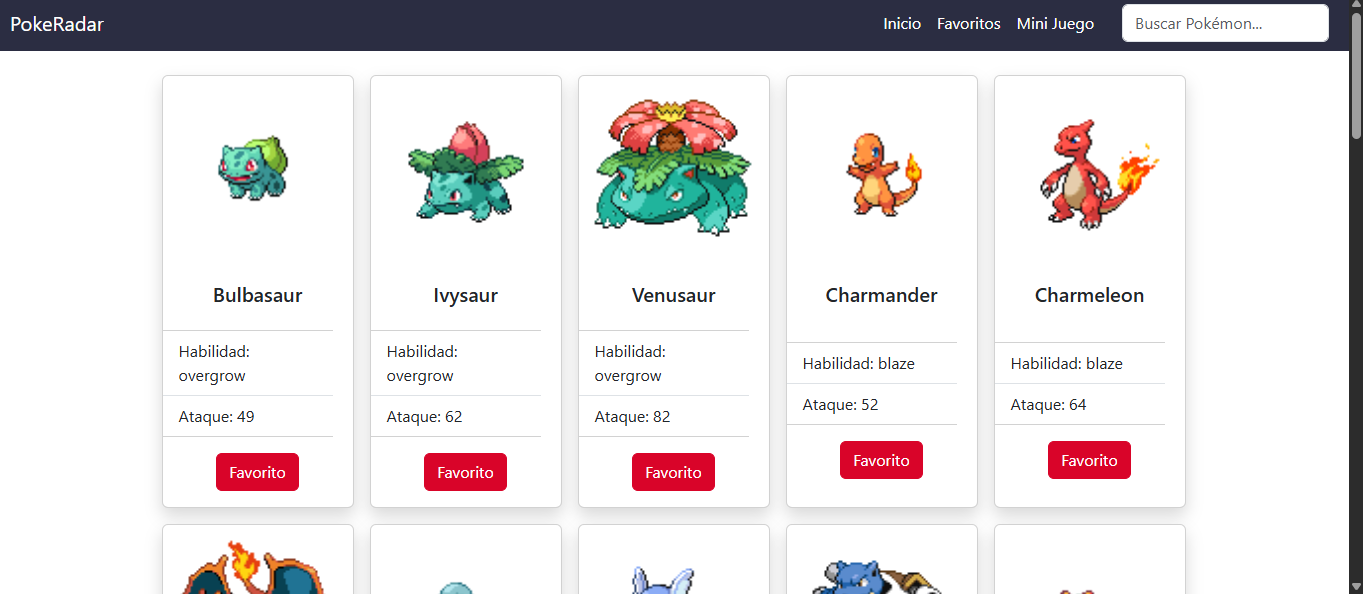 PokeRadar
Inicio Favoritos Mini Juego Buscar Pokémon...
Bulbasaur
Habilidad:
overgrow
Ataque: 49
Favorito
Ivysaur
Habilidad:
overgrow
Ataque: 62
Favorito
Venusaur
Habilidad:
overgrow
Ataque: 82
Favorito
Charmander
Habilidad: blaze
Ataque: 52
Favorito
Charmeleon
Habilidad: blaze
Ataque: 64
Favorito